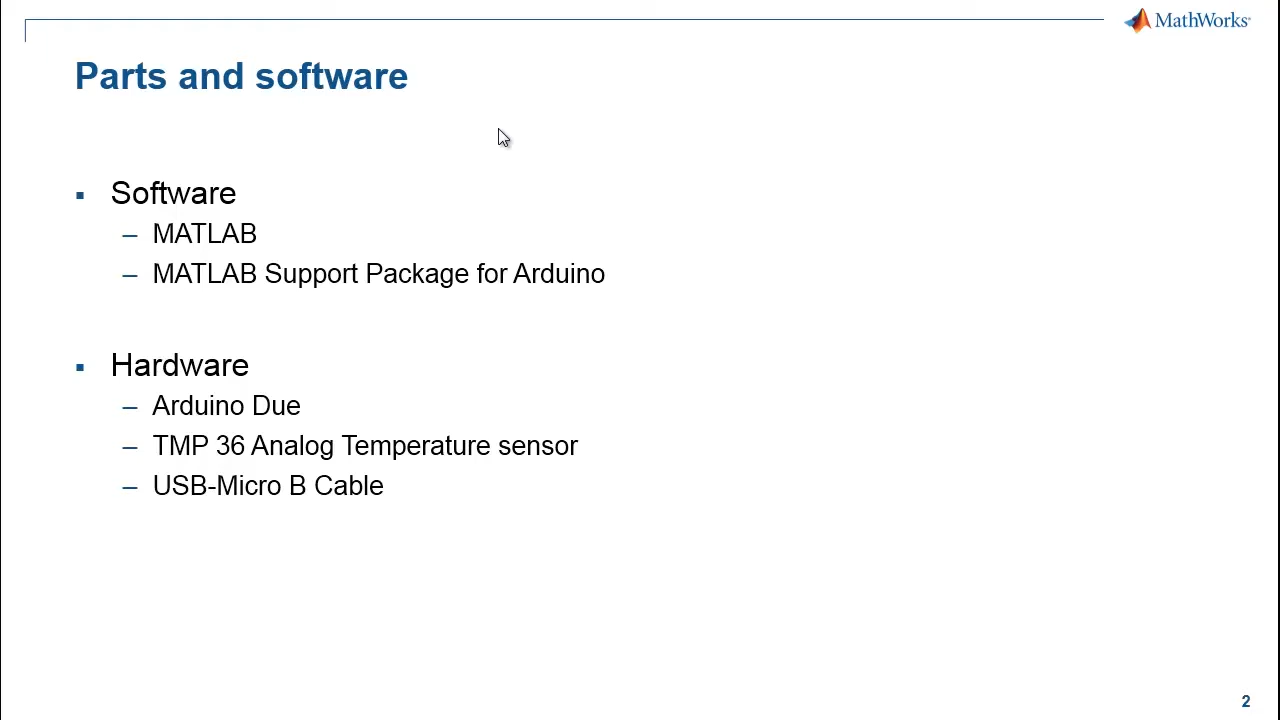 MathWorks®
Parts and software
▪ Software
– MATLAB
– MATLAB Support Package for Arduino
▪ Hardware
– Arduino Due
– TMP 36 Analog Temperature sensor
– USB-Micro B Cable
2